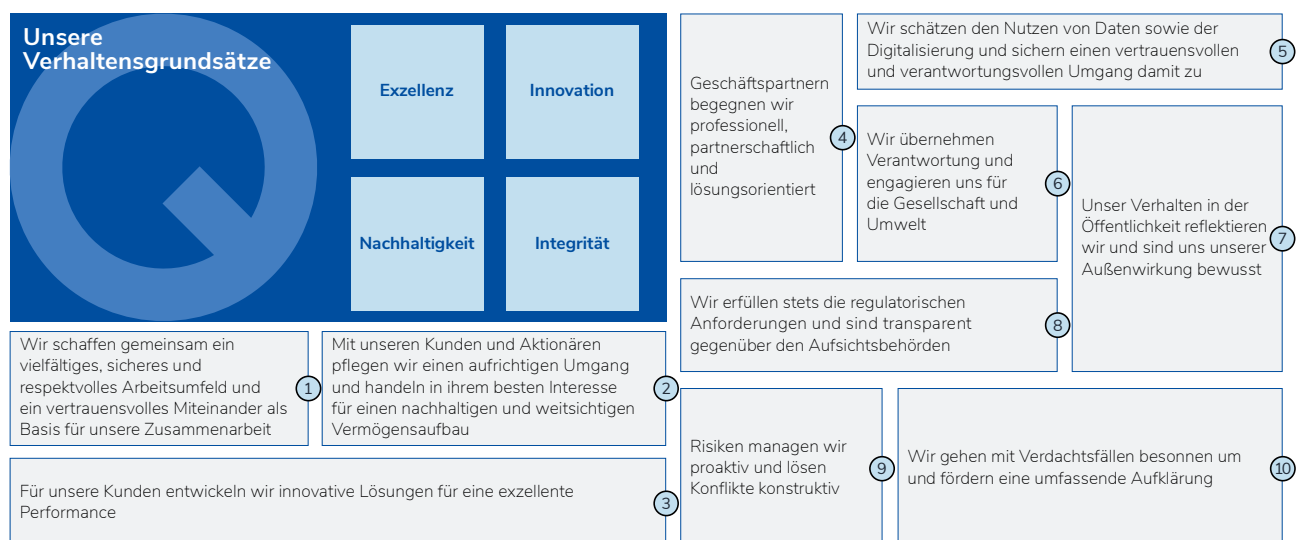 Unsere
Verhaltensgrundsätze
Exzellenz
Innovation
Nachhaltigkeit
Integrität
Wir schaffen gemeinsam ein
vielfältiges, sicheres und
respektvolles Arbeitsumfeld und
ein vertrauensvolles Miteinander als
Basis für unsere Zusammenarbeit
1
Mit unseren Kunden und Aktionären
pflegen wir einen aufrichtigen Umgang
und handeln in ihrem besten Interesse
für einen nachhaltigen und weitsichtigen
Vermögensaufbau
2
Für unsere Kunden entwickeln wir innovative Lösungen für eine exzellente
Performance
3
Geschäftspartnern
begegnen wir
professionell,
partnerschaftlich
und
lösungsorientiert
4
Wir schätzen den Nutzen von Daten sowie der
Digitalisierung und sichern einen vertrauensvollen
und verantwortungsvollen Umgang damit zu
5
Wir übernehmen
Verantwortung und
engagieren uns für
die Gesellschaft und
Umwelt
6
Unser Verhalten in der
Öffentlichkeit reflektieren
wir und sind uns unserer
Außenwirkung bewusst
7
Wir erfüllen stets die regulatorischen
Anforderungen und sind transparent
gegenüber den Aufsichtsbehörden
8
Risiken managen wir
proaktiv und lösen
Konflikte konstruktiv
9
Wir gehen mit Verdachtsfällen besonnen um
und fördern eine umfassende Aufklärung
10